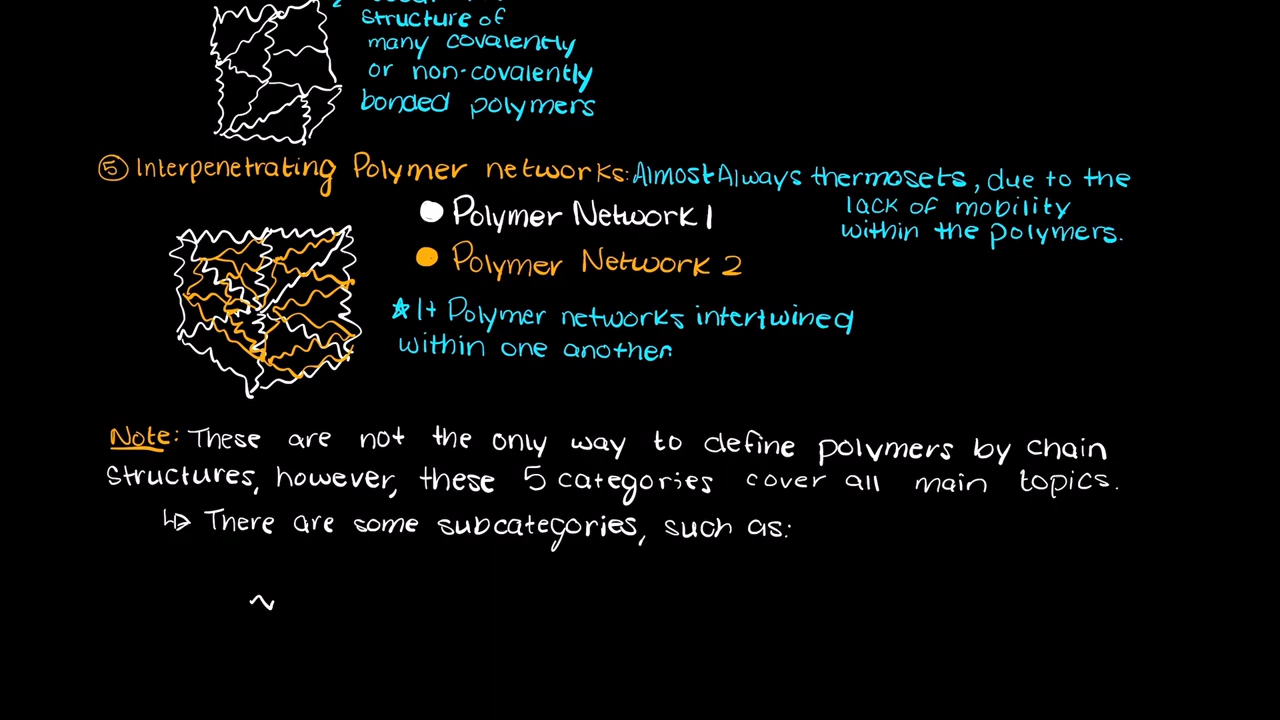 structure of
many covalently
or non-covalently
bonded polymers
⑤ Interpenetrating Polymer networks: Almost Always thermosets, due to the
lack of mobility
within the polymers.
Polymer Network 1
Polymer Network 2
★ 1+ Polymer networks intertwined
within one another
Note: These are not the only way to define polymers by chain
structures, however, these 5 categories cover all main topics.
↳ There are some subcategories, such as: